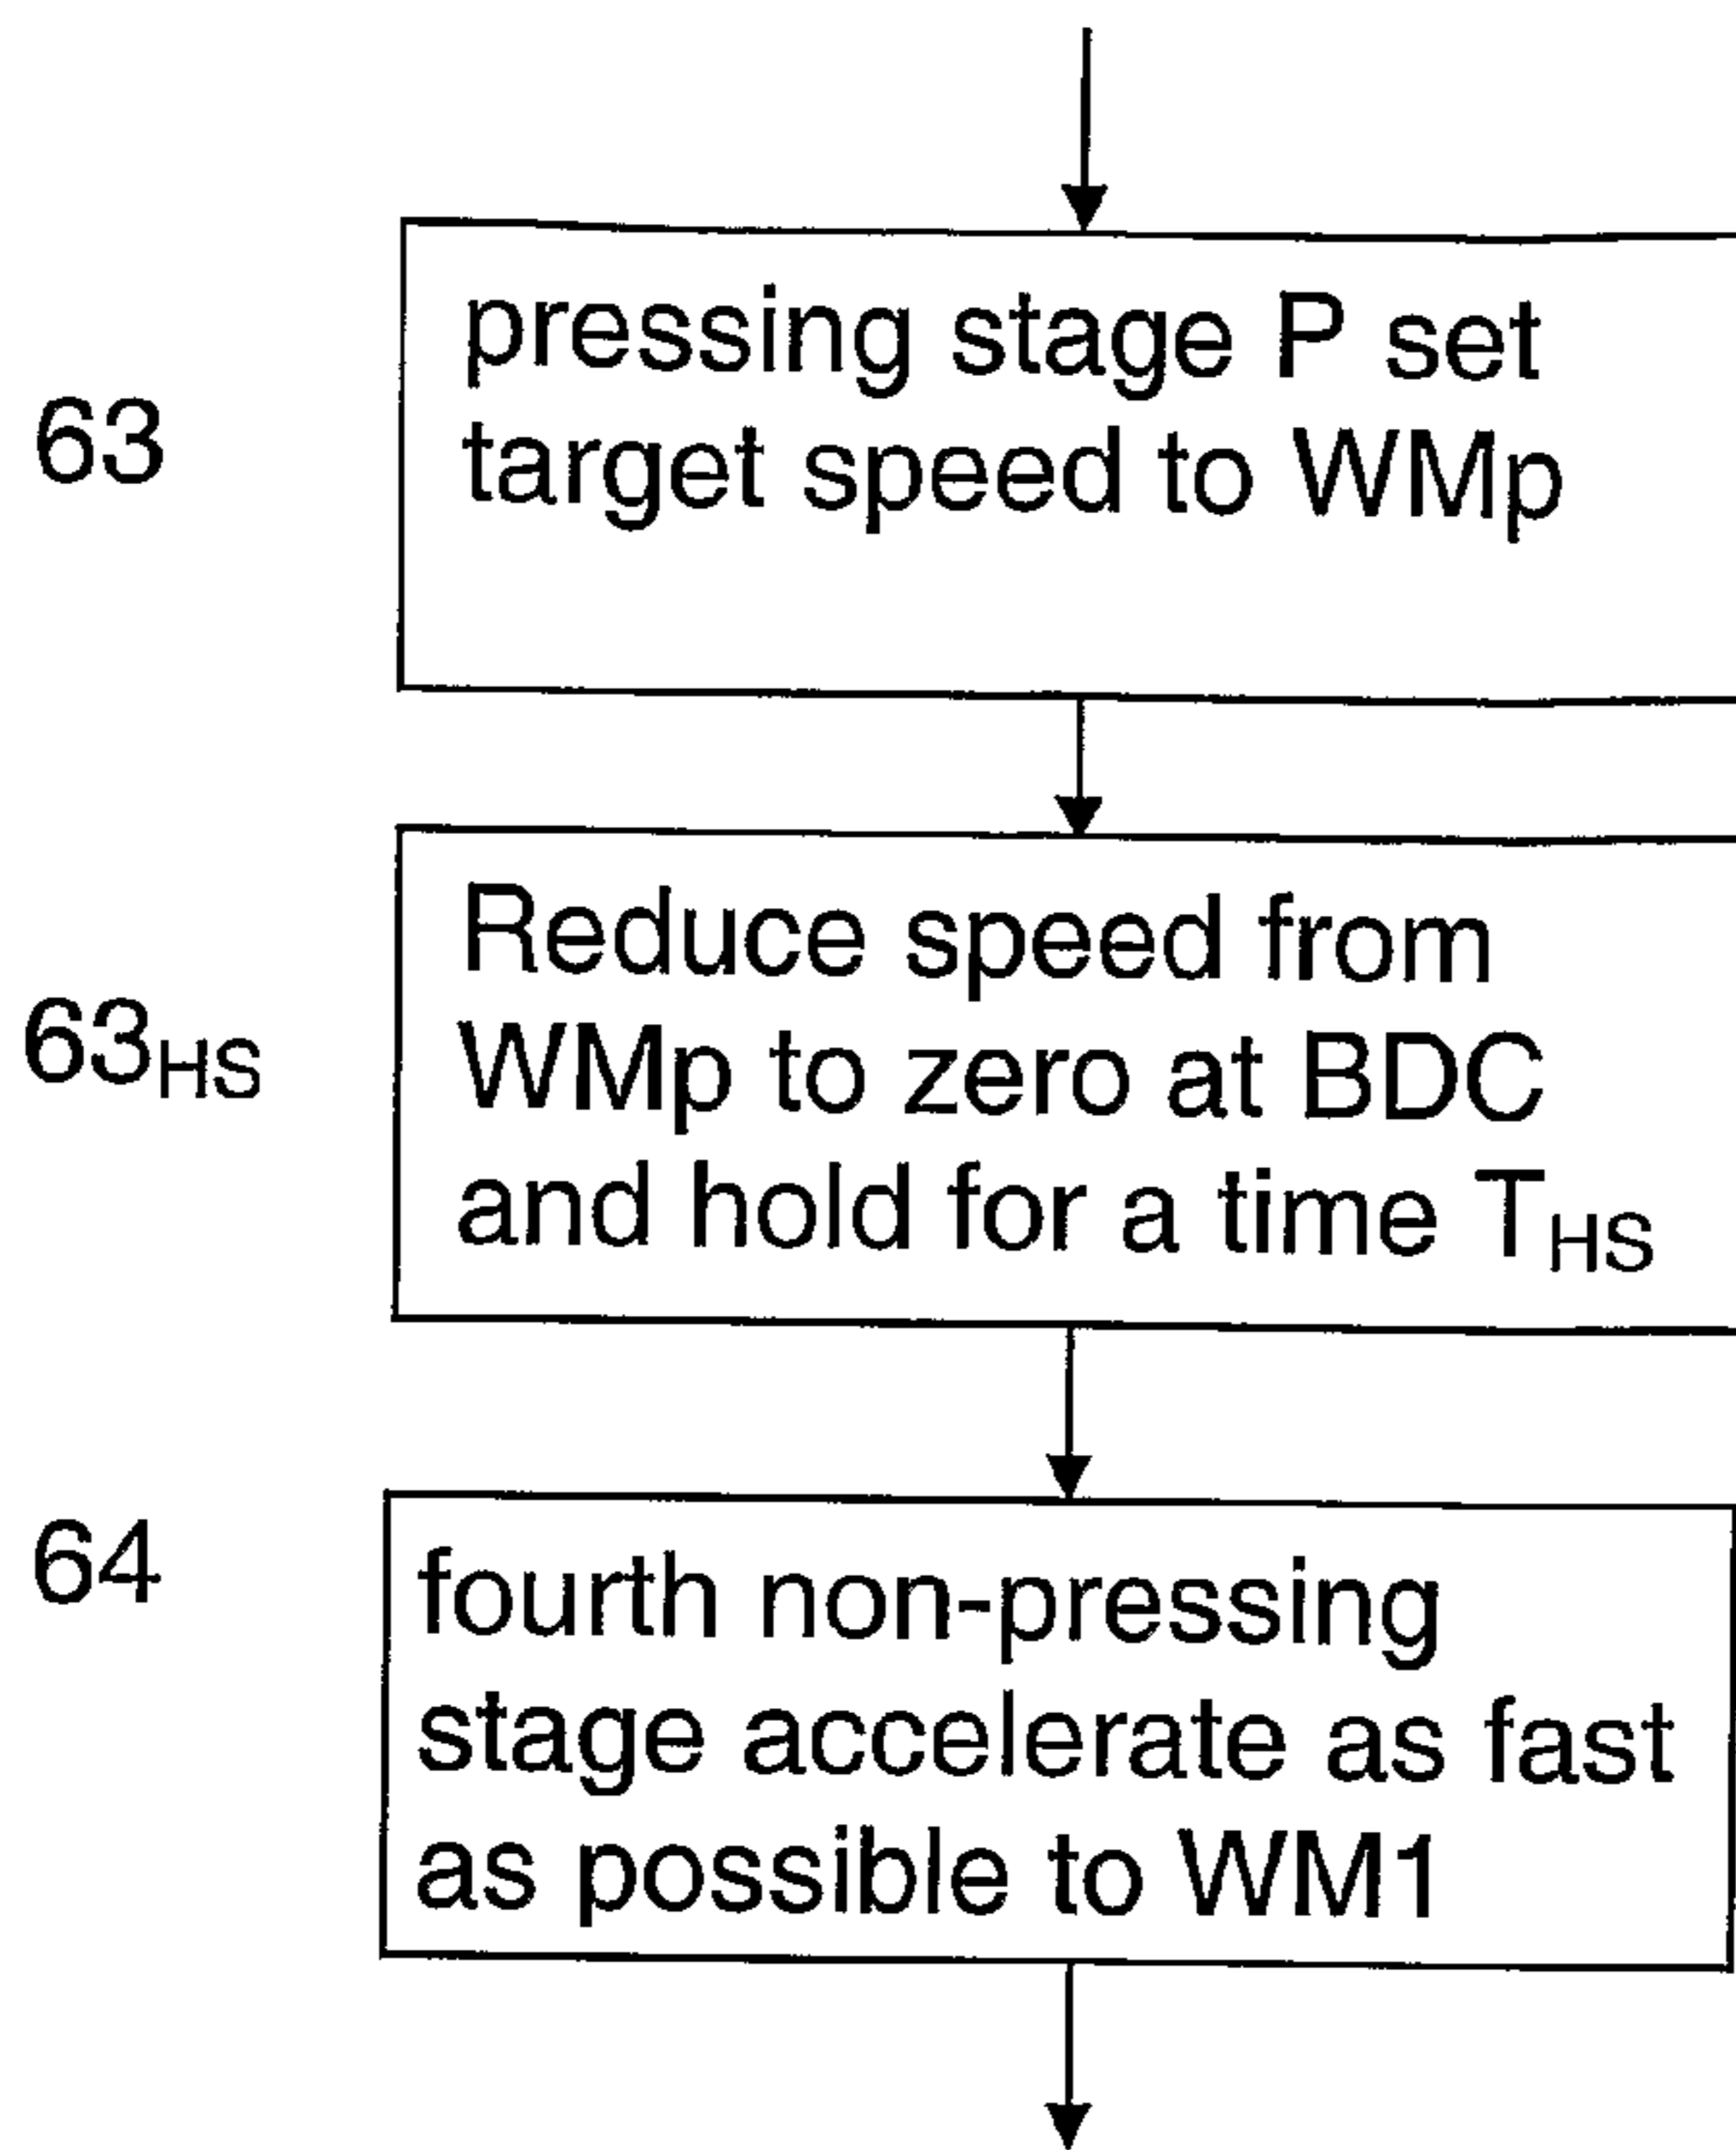 63
pressing stage P set
target speed to WMp
63HS
Reduce speed from
WMp to zero at BDC
and hold for a time THS
64
fourth non-pressing
stage accelerate as fast
as possible to WM1